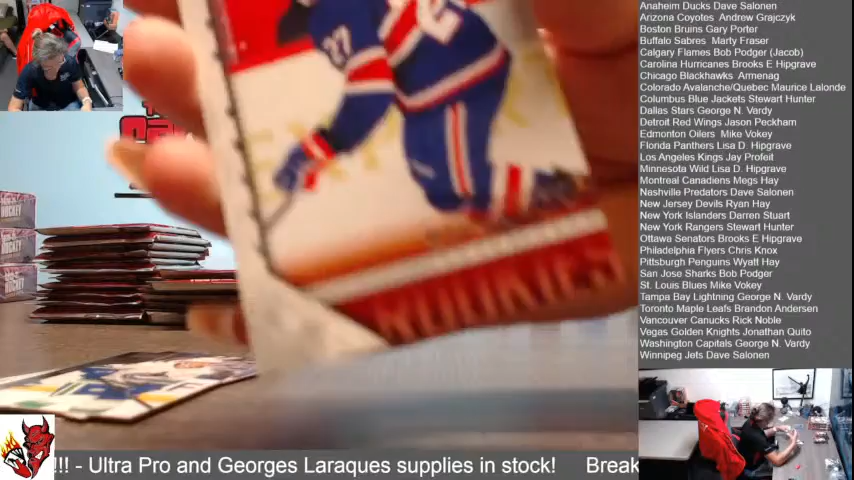 Anaheim Ducks Dave Salonen
Arizona Coyotes Andrew Grajczyk
Boston Bruins Gary Porter
Buffalo Sabres Marty Fraser
Calgary Flames Bob Podger (Jacob)
Carolina Hurricanes Brooks E Hipgrave
Chicago Blackhawks Armenag
Colorado Avalanche/Quebec Maurice Lalonde
Columbus Blue Jackets Stewart Hunter
Dallas Stars George N. Vardy
Detroit Red Wings Jason Peckham
Edmonton Oilers Mike Vokey
Florida Panthers Lisa D. Hipgrave
Los Angeles Kings Jay Profeit
Minnesota Wild Lisa D. Hipgrave
Montreal Canadiens Megs Hay
Nashville Predators Dave Salonen
New Jersey Devils Ryan Hay
New York Islanders Darren Stuart
New York Rangers Stewart Hunter
Ottawa Senators Brooks E Hipgrave
Philadelphia Flyers Chris Knox
Pittsburgh Penguins Wyatt Hay
San Jose Sharks Bob Podger
St. Louis Blues Mike Vokey
Tampa Bay Lightning George N. Vardy
Toronto Maple Leafs Brandon Andersen
Vancouver Canucks Rick Noble
Vegas Golden Knights Jonathan Quito
Washington Capitals George N. Vardy
Winnipeg Jets Dave Salonen
27
ROOKIES
HOCKEY
HOCKEY
!!! - Ultra Pro and Georges Laraques supplies in stock! Break